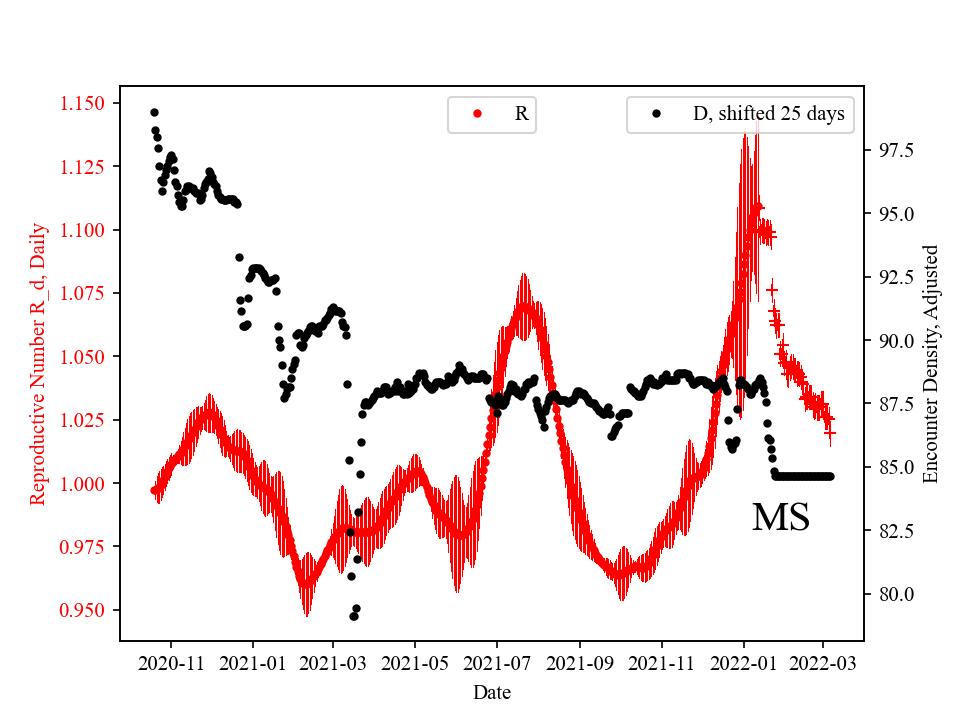 R
D, shifted 25 days
Reproductive Number R_d, Daily
1.150
1.125
1.100
1.075
1.050
1.025
1.000
0.975
0.950
97.5
95.0
92.5
90.0
87.5
85.0
82.5
80.0
Encounter Density, Adjusted
MS
2020-11 2021-01 2021-03 2021-05 2021-07 2021-09 2021-11 2022-01 2022-03
Date